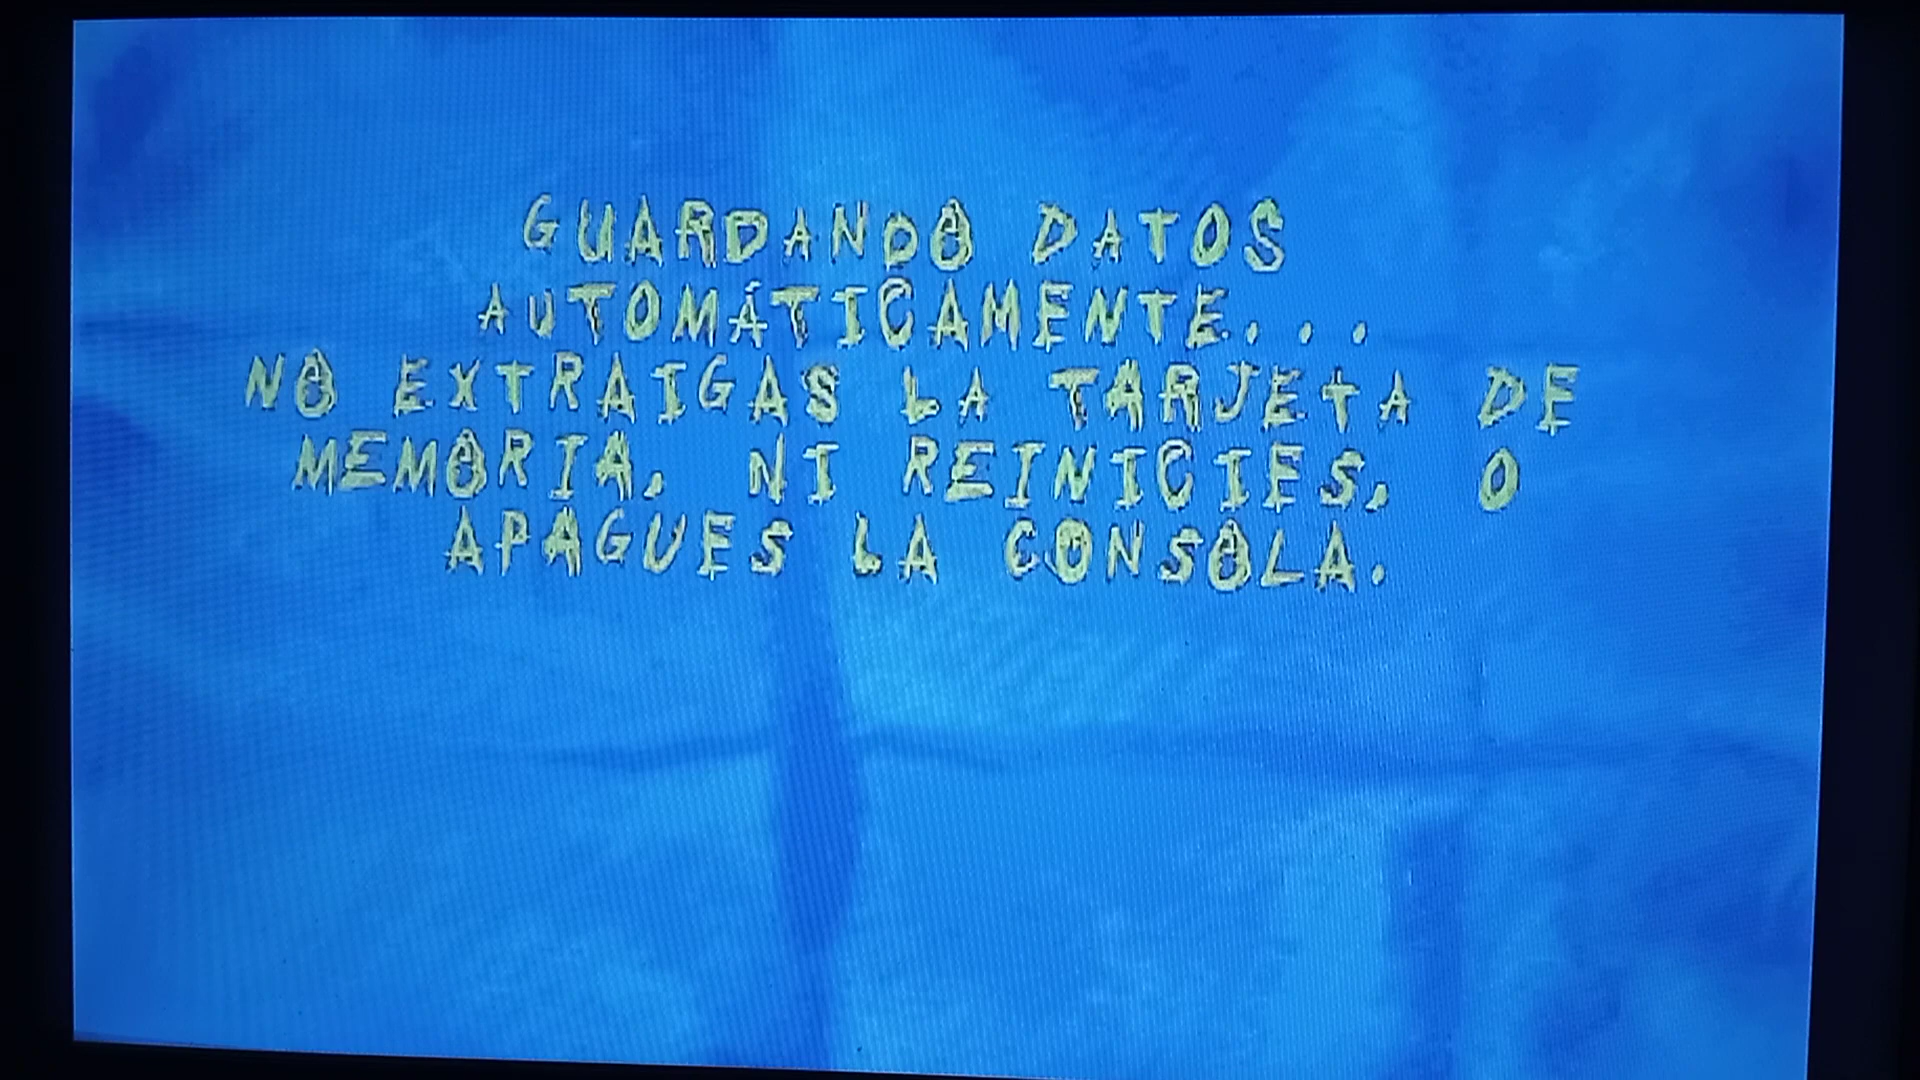 GUARDANDO DATOS
AUTOMÁTICAMENTE...
NO EXTRAIGAS LA TARJETA DE
MEMORIA, NI REINICIES, O
APAGUES LA CONSOLA.